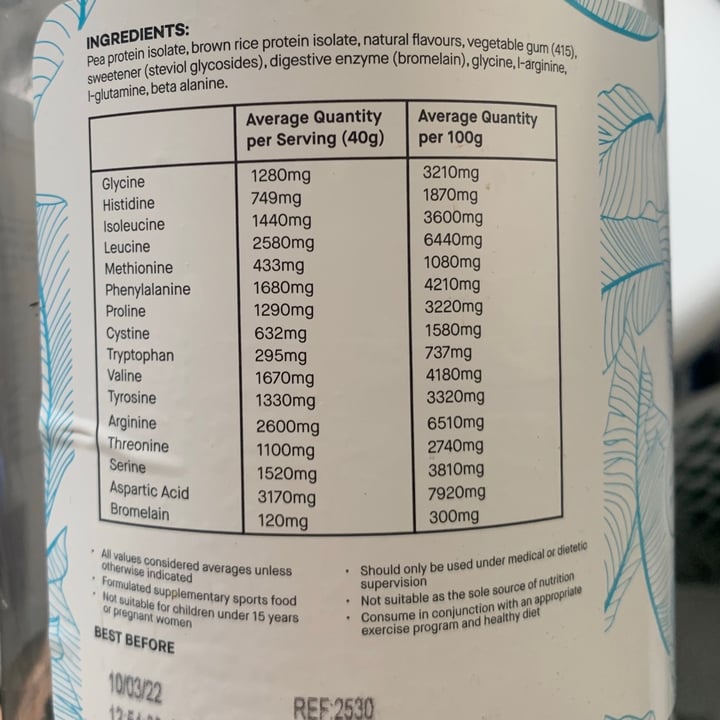 INGREDIENTS:
Pea protein isolate, brown rice protein isolate, natural flavours, vegetable gum (415),
sweetener (steviol glycosides), digestive enzyme (bromelain), glycine, l-arginine,
l-glutamine, beta alanine.
Average Quantity per Serving (40g) Average Quantity per 100g
Glycine 1280mg 3210mg
Histidine 749mg 1870mg
Isoleucine 1440mg 3600mg
Leucine 2580mg 6440mg
Methionine 433mg 1080mg
Phenylalanine 1680mg 4210mg
Proline 1290mg 3220mg
Cystine 632mg 1580mg
Tryptophan 295mg 737mg
Valine 1670mg 4180mg
Tyrosine 1330mg 3320mg
Arginine 2600mg 6510mg
Threonine 1100mg 2740mg
Serine 1520mg 3810mg
Aspartic Acid 3170mg 7920mg
Bromelain 120mg 300mg
• All values considered averages unless
otherwise indicated
• Formulated supplementary sports food
• Not suitable for children under 15 years
or pregnant women
• Should only be used under medical or dietetic
supervision
• Not suitable as the sole source of nutrition
• Consume in conjunction with an appropriate
exercise program and healthy diet
BEST BEFORE
10/03/22
REF:2530